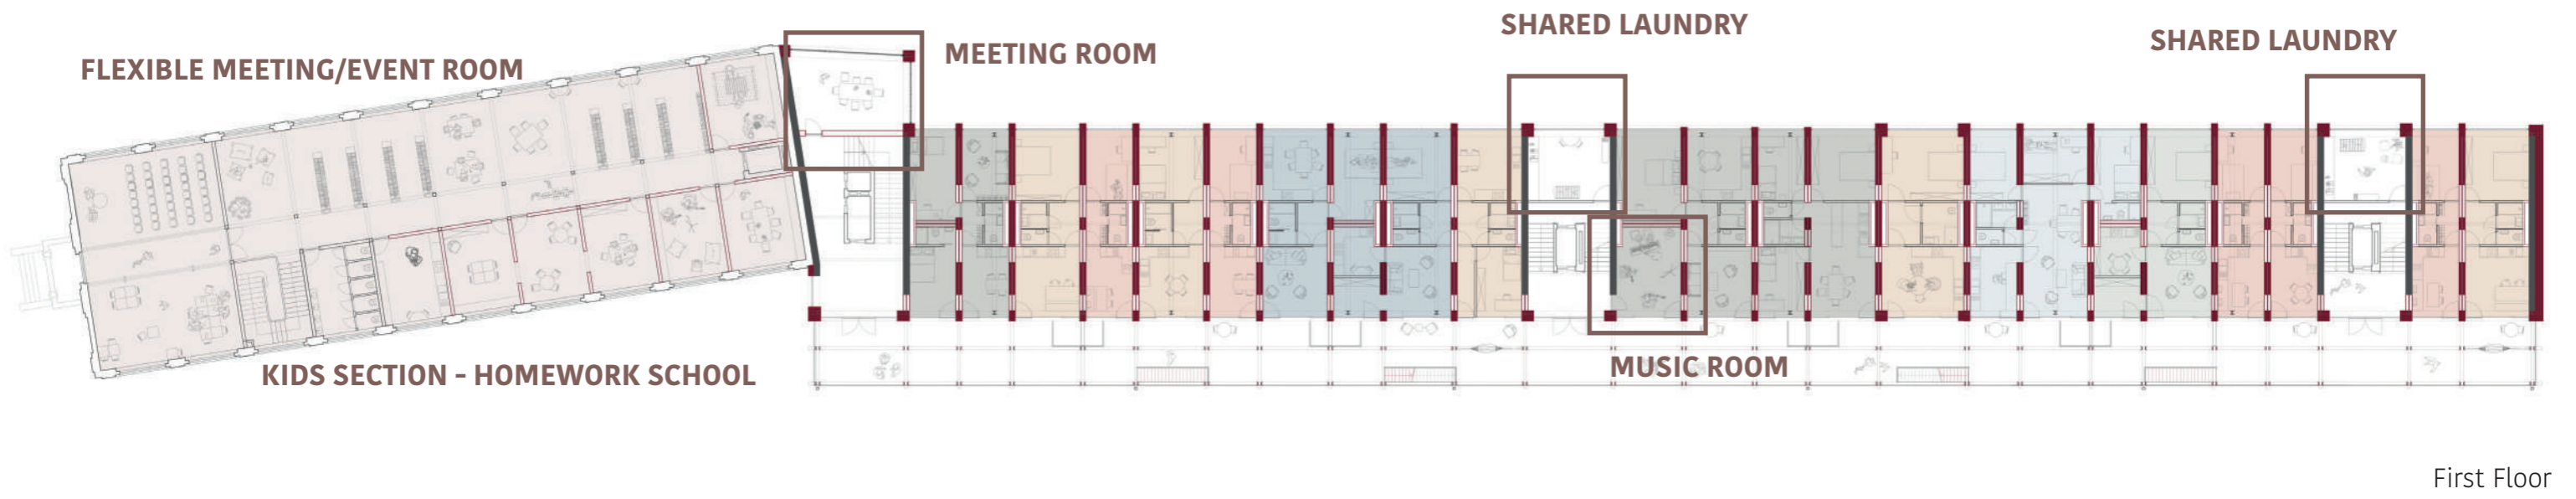 SHARED LAUNDRY
SHARED LAUNDRY
MEETING ROOM
FLEXIBLE MEETING/EVENT ROOM
MUSIC ROOM
KIDS SECTION - HOMEWORK SCHOOL
First Floor